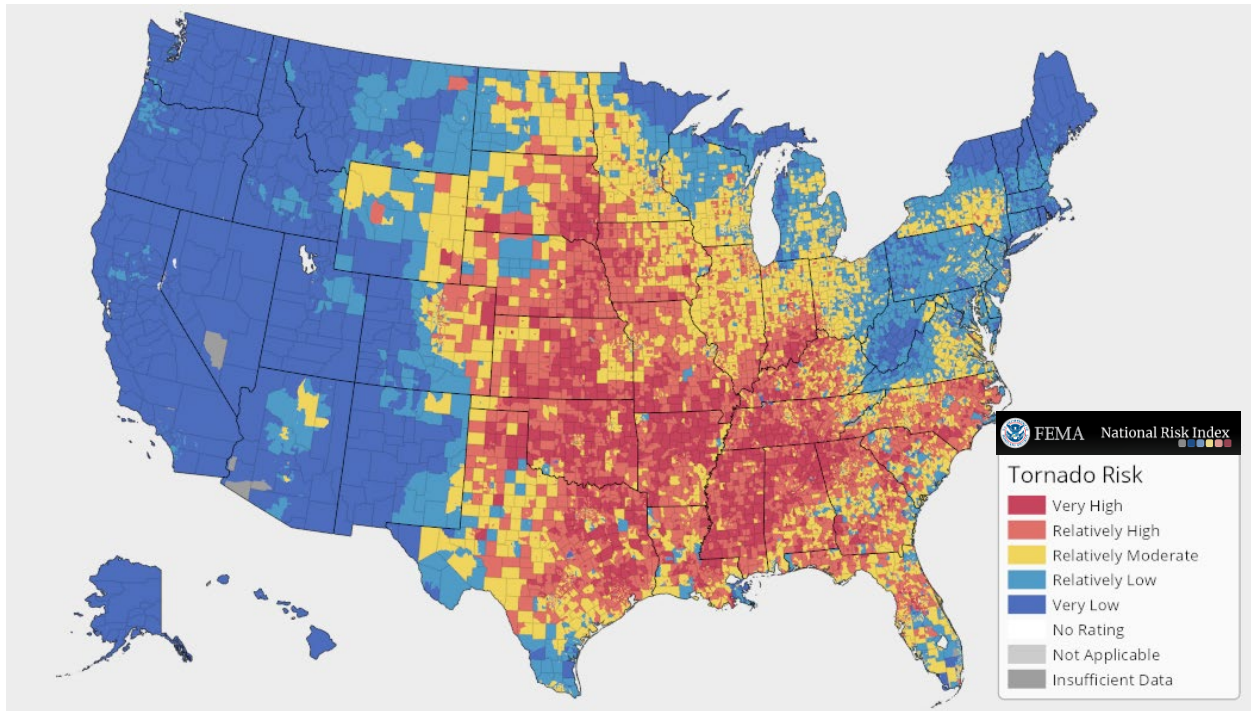 FEMA National Risk Index
Tornado Risk
Very High
Relatively High
Relatively Moderate
Relatively Low
Very Low
No Rating
Not Applicable
Insufficient Data